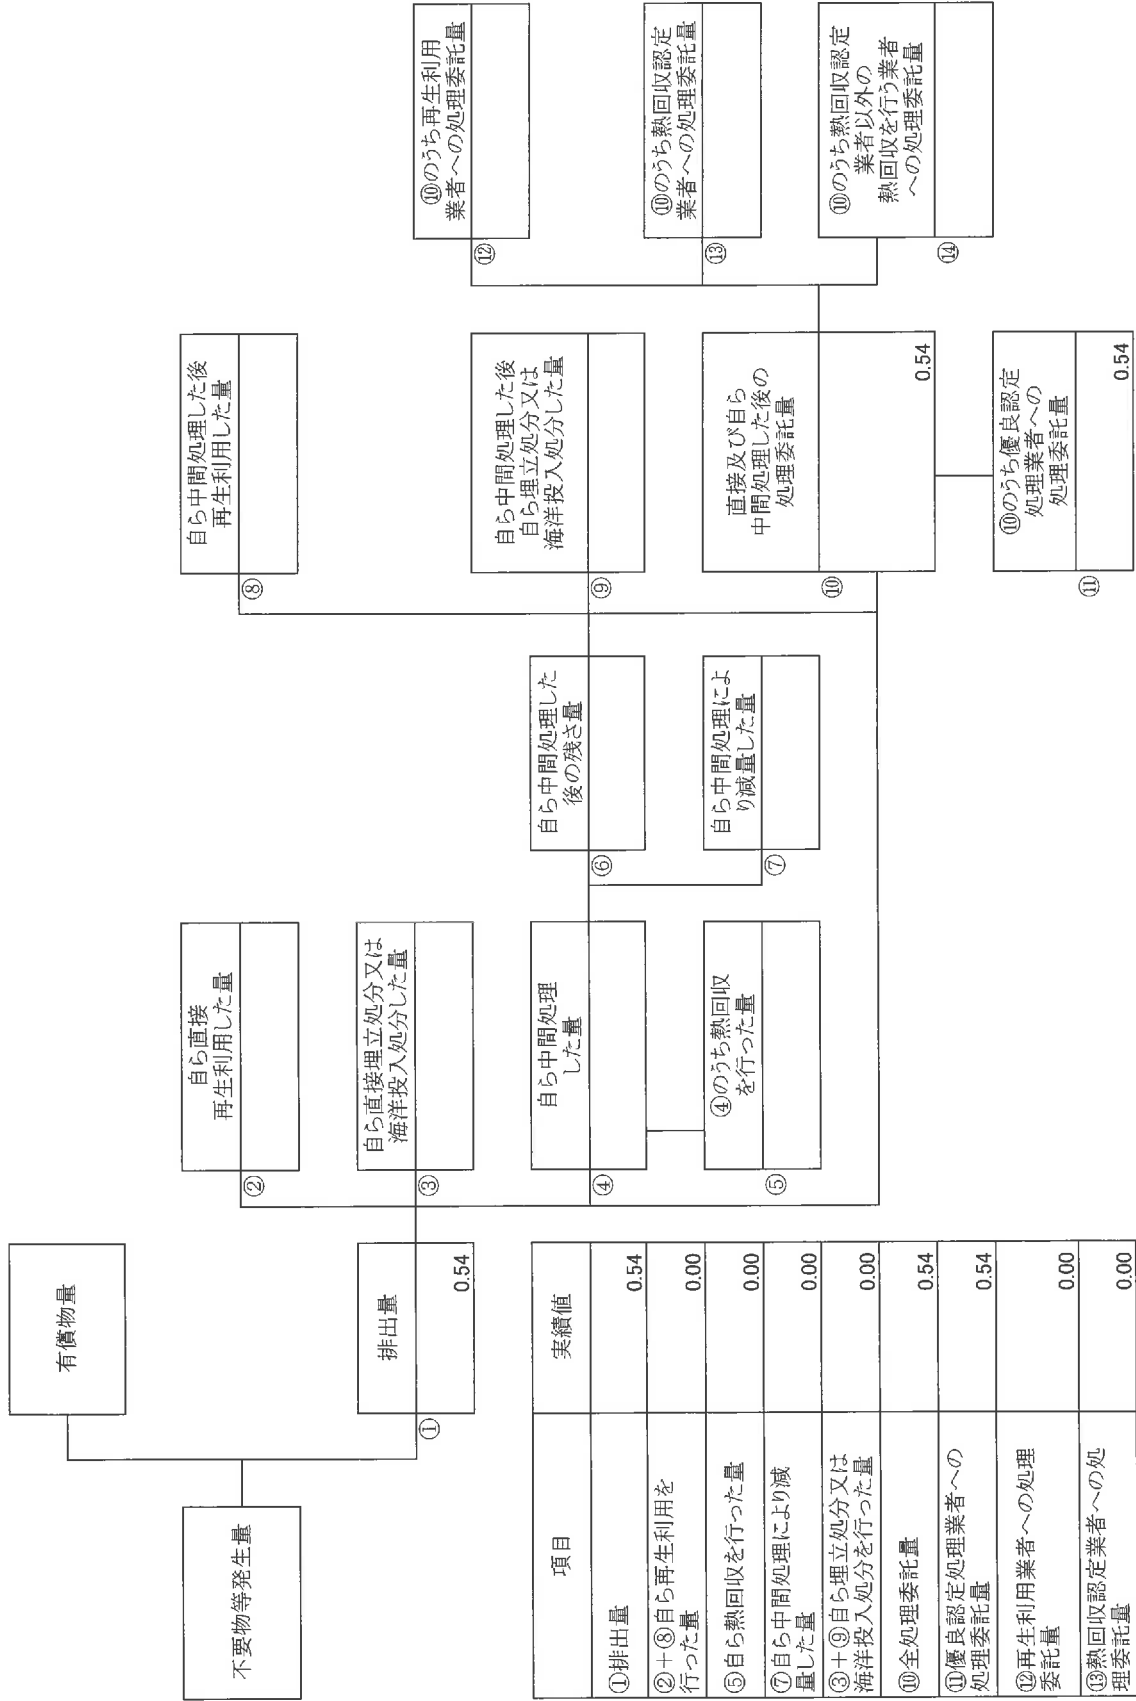 不要物等発生量
有償物量
①
排出量
0.54
②
自ら直接
再生利用した量
③
自ら直接埋立処分又は
海洋投入処分した量
④
自ら中間処理
した量
⑤
④のうち熱回収
を行った量
⑥
自ら中間処理した
後の残さ量
⑦
自ら中間処理によ
り減量した量
⑧
自ら中間処理した後
再生利用した量
⑨
自ら中間処理した後
自ら埋立処分又は
海洋投入処分した量
⑩
直接及び自ら
中間処理した後の
処理委託量
0.54
⑪
⑩のうち優良認定
処理業者への
処理委託量
0.54
⑫
⑩のうち再生利用
業者への処理委託量
⑬
⑩のうち熱回収認定
業者への処理委託量
⑭
⑩のうち熱回収認定
業者以外の
熱回収を行う業者
への処理委託量
項目 実績値
①排出量 0.54
②+⑧自ら再生利用を
行った量 0.00
⑤自ら熱回収を行った量 0.00
⑦自ら中間処理により減
量した量 0.00
③+⑨自ら埋立処分又は
海洋投入処分を行った量 0.00
⑩全処理委託量 0.54
⑪優良認定処理業者への
処理委託量 0.54
⑫再生利用業者への処理
委託量 0.00
⑬熱回収認定業者への処
理委託量 0.00